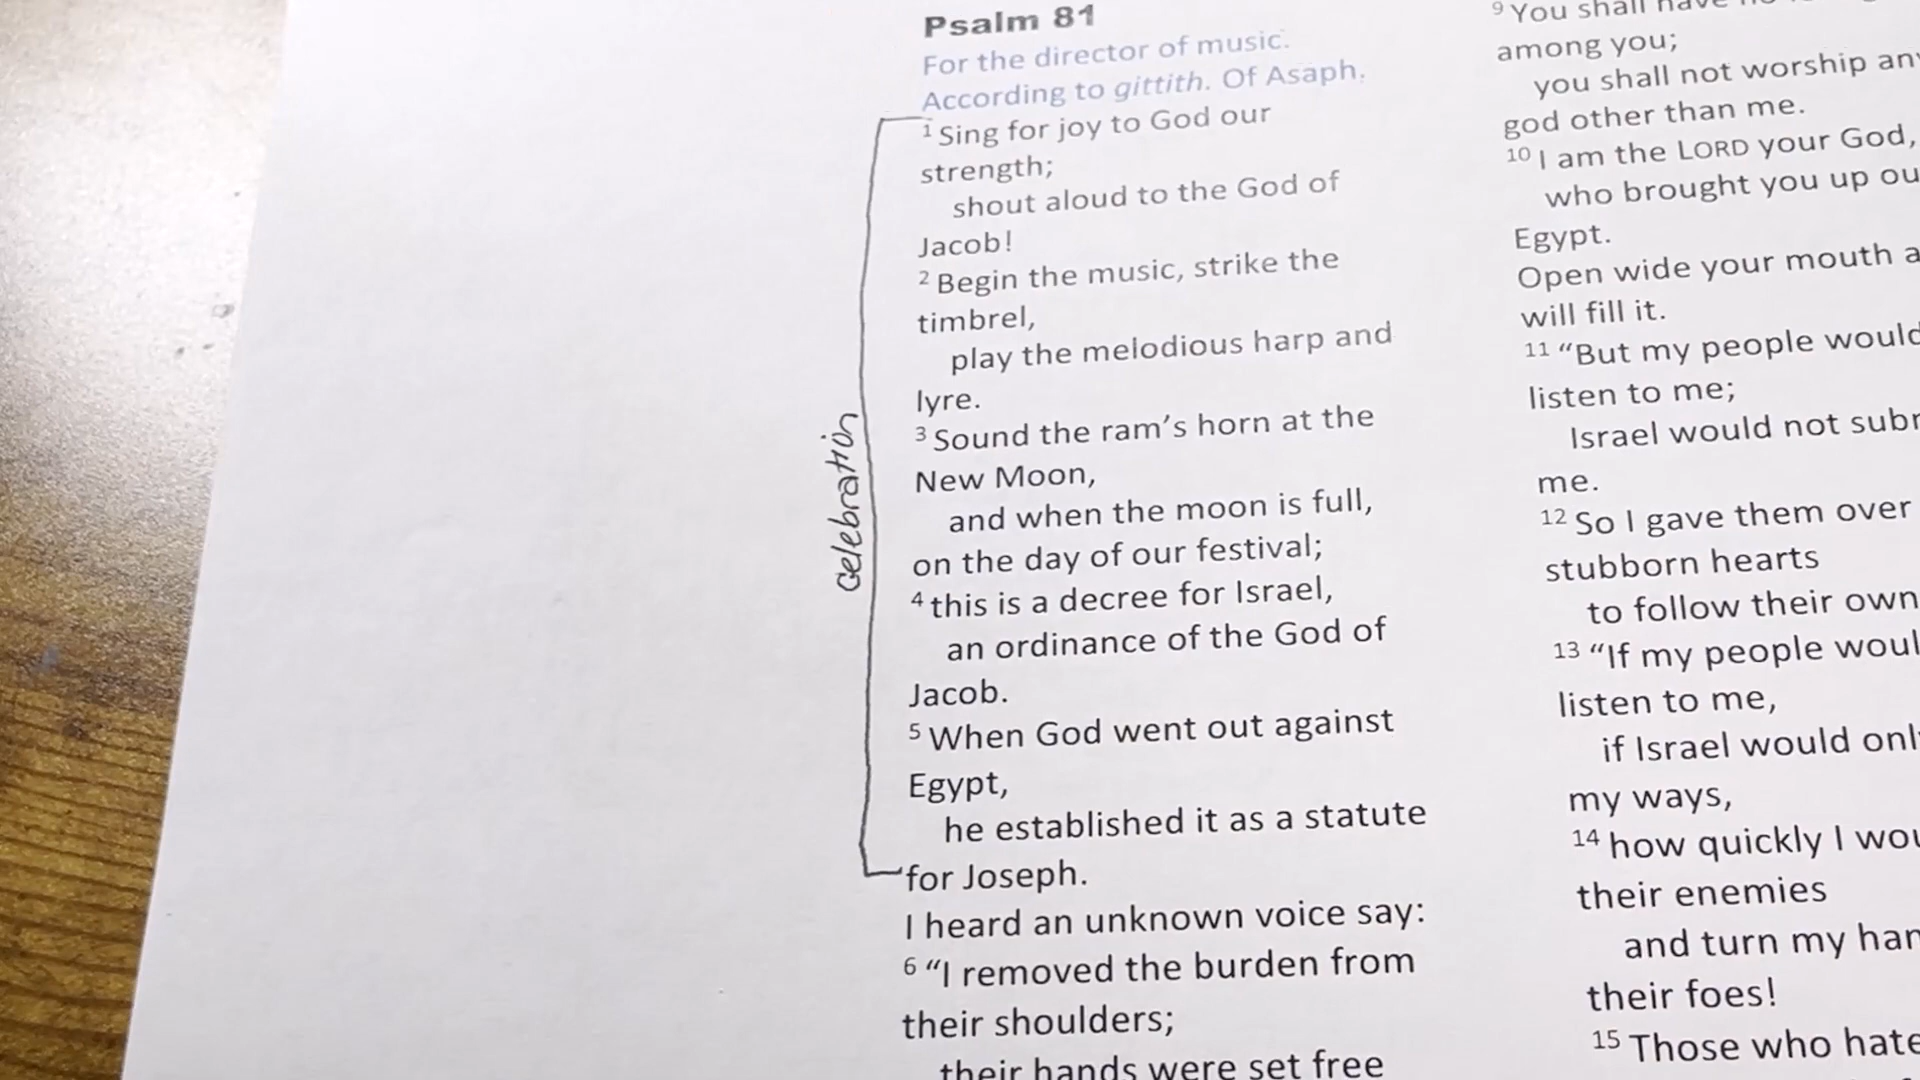 Psalm 81
For the director of music.
According to gittith. Of Asaph.
1 Sing for joy to God our
strength;
shout aloud to the God of
Jacob!
2 Begin the music, strike the
timbrel,
play the melodious harp and
lyre.
3 Sound the ram’s horn at the
New Moon,
and when the moon is full,
on the day of our festival;
4 this is a decree for Israel,
an ordinance of the God of
Jacob.
5 When God went out against
Egypt,
he established it as a statute
for Joseph.
I heard an unknown voice say:
6 “I removed the burden from
their shoulders;
their hands were set free
celebration
9 You shall have no
among you;
you shall not worship
god other than me.
10 I am the LORD your God,
who brought you up
Egypt.
Open wide your mouth
will fill it.
11 “But my people would
listen to me;
Israel would not
me.
12 So I gave them over
stubborn hearts
to follow their own
13 “If my people
listen to me,
if Israel would
my ways,
14 how quickly I
their enemies
and turn my
their foes!
15 Those who hate